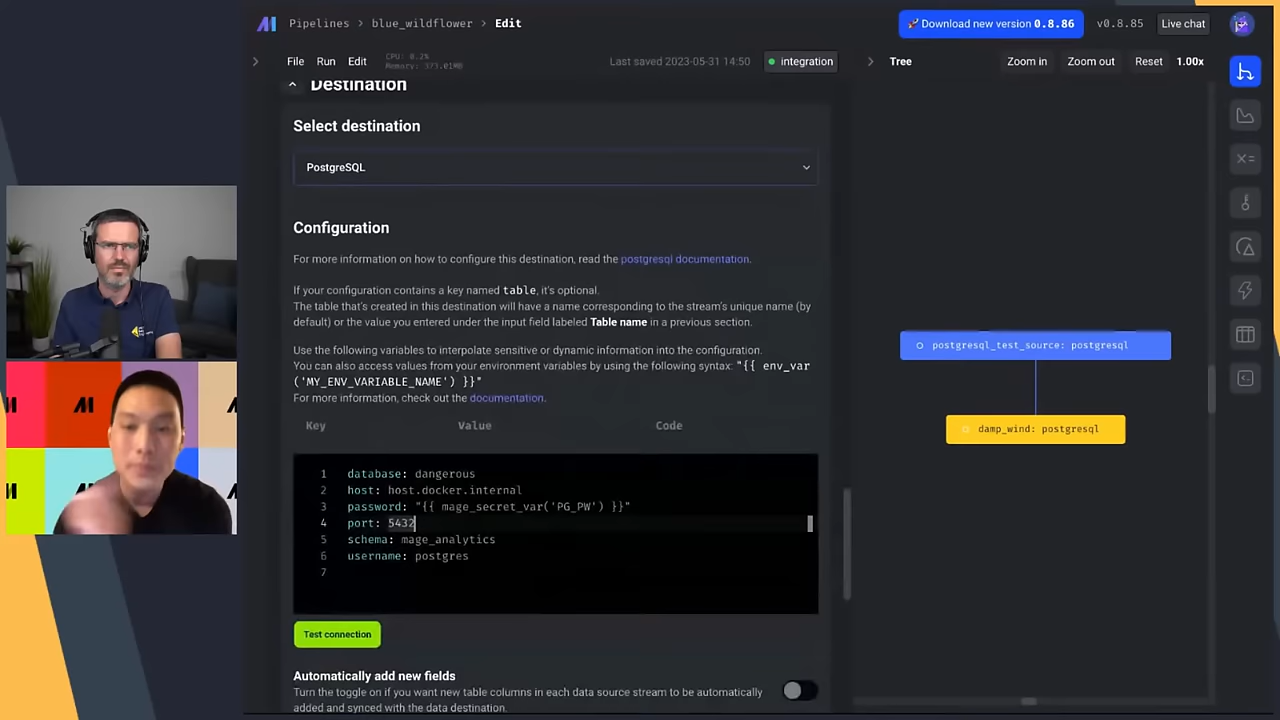 Pipelines > blue_wildflower > Edit
🚀 Download new version 0.8.86
v0.8.85
Live chat
File Run Edit
CPU: 8.2%
Memory: 373.01MB
Last saved 2023-05-31 14:50
integration
Tree
Zoom in
Zoom out
Reset
1.00x
Destination
Select destination
PostgreSQL
Configuration
For more information on how to configure this destination, read the postgresql documentation.
If your configuration contains a key named table, it's optional.
The table that's created in this destination will have a name corresponding to the stream's unique name (by
default) or the value you entered under the input field labeled Table name in a previous section.
Use the following variables to interpolate sensitive or dynamic information into the configuration.
You can also access values from your environment variables by using the following syntax: "{{ env_var
('MY_ENV_VARIABLE_NAME') }}"
For more information, check out the documentation.
Key Value Code
1 database: dangerous
2 host: host.docker.internal
3 password: "{{ mage_secret_var('PG_PW') }}"
4 port: 5432
5 schema: mage_analytics
6 username: postgres
7
Test connection
Automatically add new fields
Turn the toggle on if you want new table columns in each data source stream to be automatically
added and synced with the data destination.
postgresql_test_source: postgresql
damp_wind: postgresql